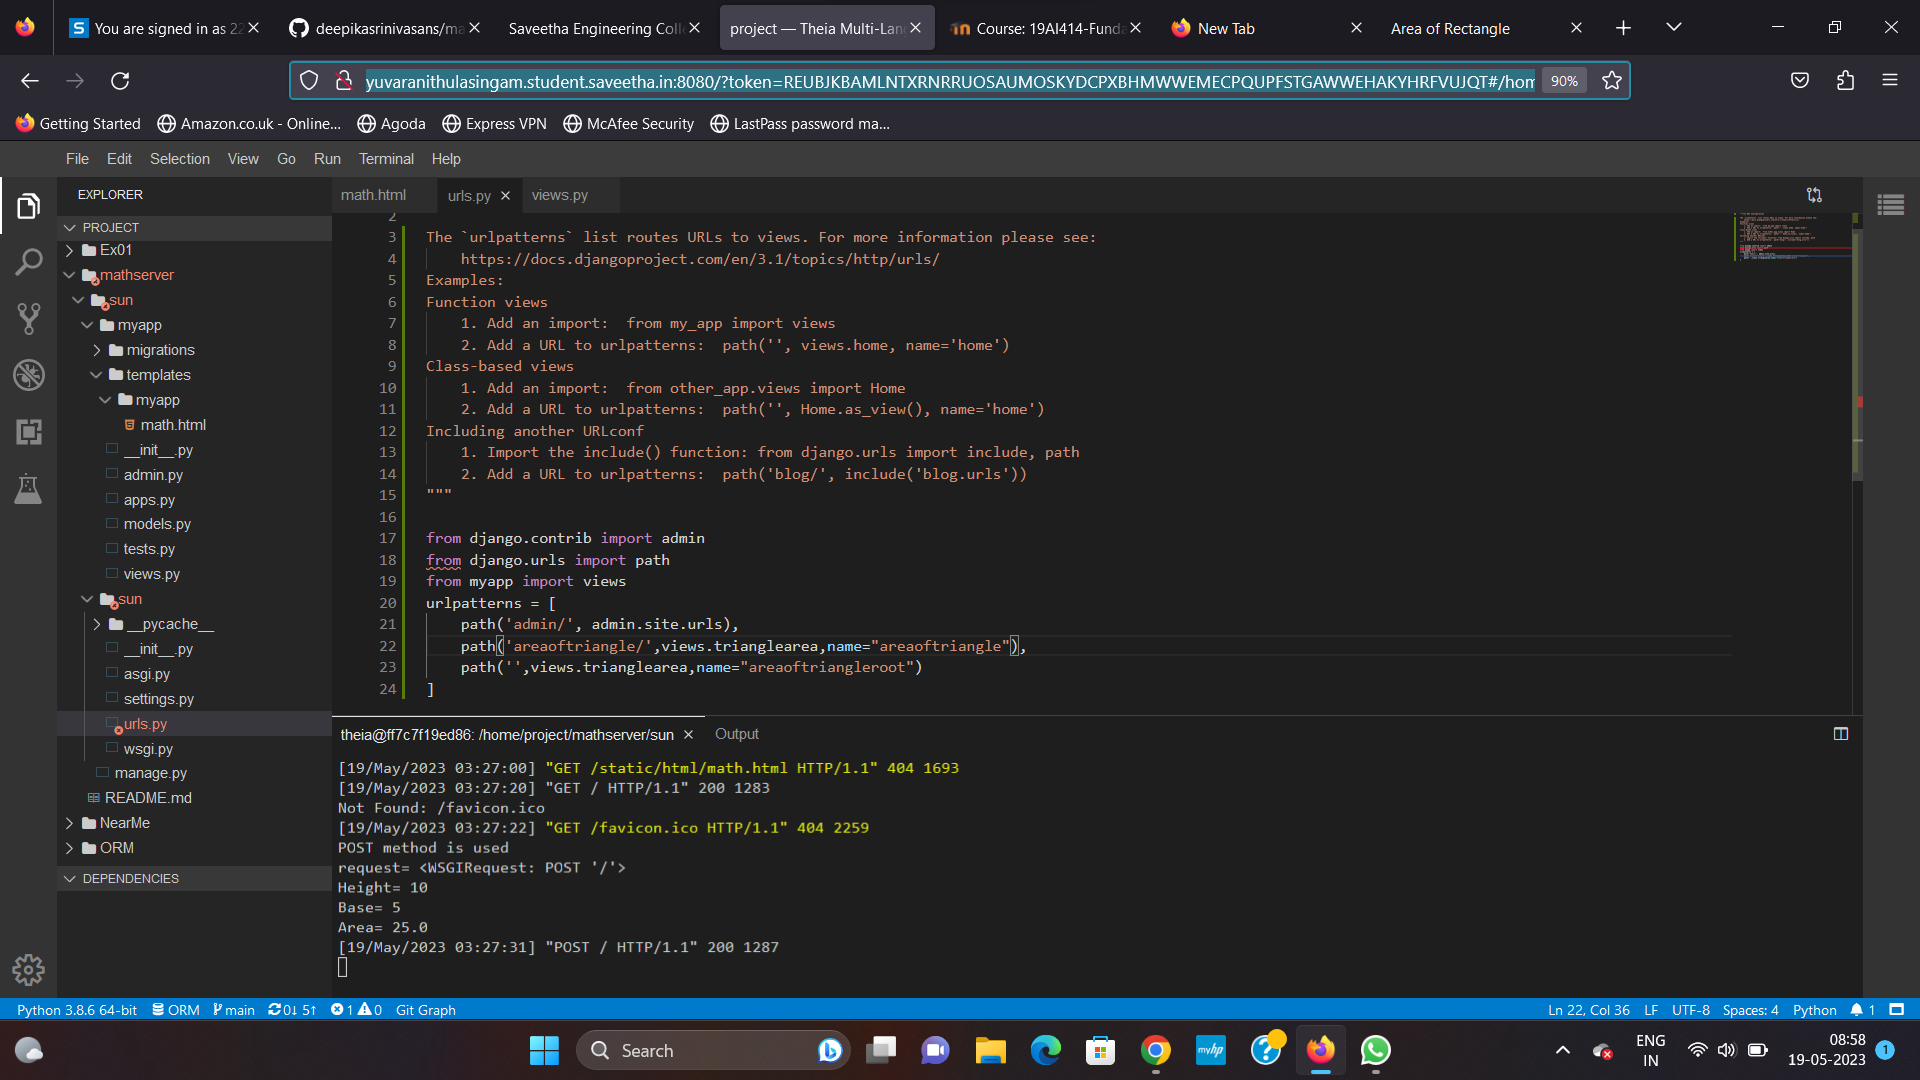 You are signed in as 22
deepikasrinivasans/ma
Saveetha Engineering Coll
project — Theia Multi-Lan
Course: 19AI414-Funda
New Tab
Area of Rectangle
yuvaranithulasingam.student.saveetha.in:8080/?token=REUBJKBAMLNTXRNRRUOSAUMOSKYDCPXBHMWWEMECPQUPFSTGAWWEHAKYHRFVUJQT#/hom
90%
Getting Started Amazon.co.uk - Online... Agoda Express VPN McAfee Security LastPass password ma...
File Edit Selection View Go Run Terminal Help
EXPLORER
PROJECT
Ex01
mathserver
sun
myapp
migrations
templates
myapp
math.html
__init__.py
admin.py
apps.py
models.py
tests.py
views.py
sun
__pycache__
__init__.py
asgi.py
settings.py
urls.py
wsgi.py
manage.py
README.md
NearMe
ORM
DEPENDENCIES
math.html urls.py views.py
2
3 The `urlpatterns` list routes URLs to views. For more information please see:
4 https://docs.djangoproject.com/en/3.1/topics/http/urls/
5 Examples:
6 Function views
7 1. Add an import:  from my_app import views
8 2. Add a URL to urlpatterns:  path('', views.home, name='home')
9 Class-based views
10 1. Add an import:  from other_app.views import Home
11 2. Add a URL to urlpatterns:  path('', Home.as_view(), name='home')
12 Including another URLconf
13 1. Import the include() function: from django.urls import include, path
14 2. Add a URL to urlpatterns:  path('blog/', include('blog.urls'))
15 """
16
17 from django.contrib import admin
18 from django.urls import path
19 from myapp import views
20 urlpatterns = [
21 path('admin/', admin.site.urls),
22 path('areaoftriangle/',views.trianglearea,name="areaoftriangle"),
23 path('',views.trianglearea,name="areaoftriangleroot")
24 ]
theia@ff7c7f19ed86: /home/project/mathserver/sun Output
[19/May/2023 03:27:00] "GET /static/html/math.html HTTP/1.1" 404 1693
[19/May/2023 03:27:20] "GET / HTTP/1.1" 200 1283
Not Found: /favicon.ico
[19/May/2023 03:27:22] "GET /favicon.ico HTTP/1.1" 404 2259
POST method is used
request= <WSGIRequest: POST '/'>
Height= 10
Base= 5
Area= 25.0
[19/May/2023 03:27:31] "POST / HTTP/1.1" 200 1287
Python 3.8.6 64-bit ORM main 0↓ 5↑ 1 0 Git Graph
Ln 22, Col 36 LF UTF-8 Spaces: 4 Python 1
Search
myhp
ENG
IN
08:58
19-05-2023
1